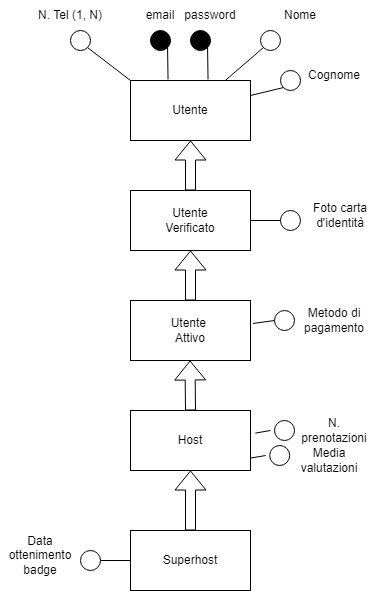 N. Tel (1, N)
email
password
Nome
Cognome
Utente
Utente
Verificato
Foto carta
d'identità
Utente
Attivo
Metodo di
pagamento
Host
N.
prenotazioni
Media
valutazioni
Data
ottenimento
badge
Superhost